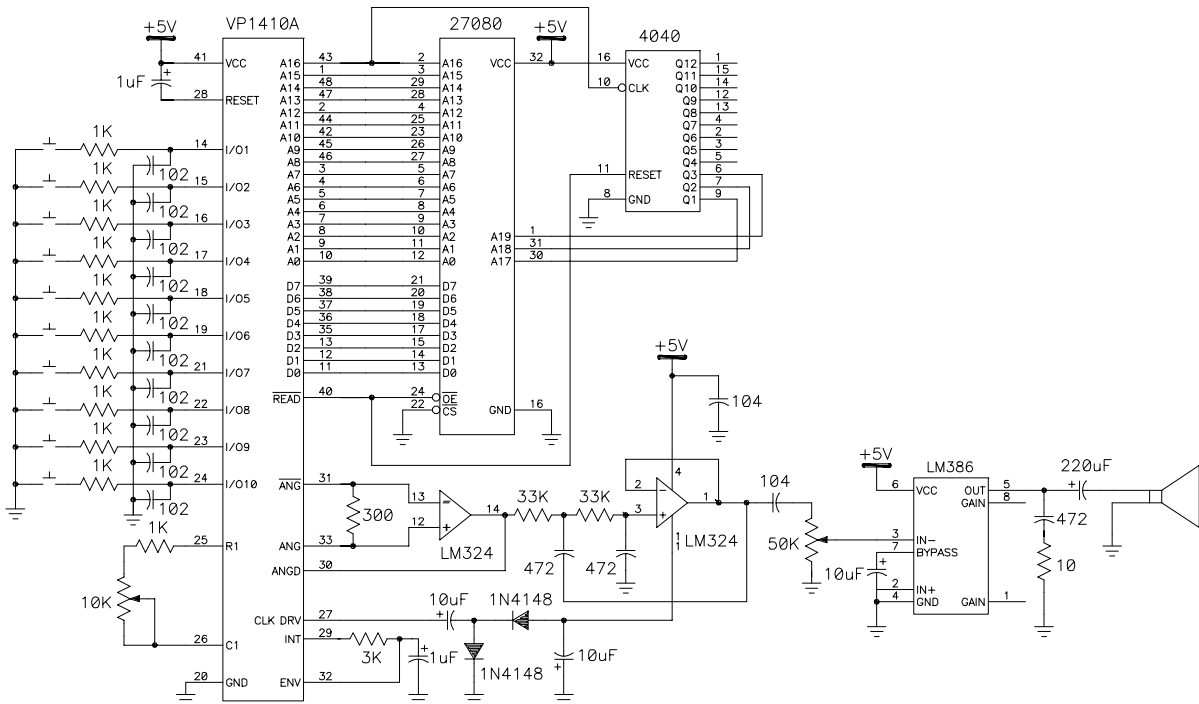 VP1410A
27080
4040
+5V
+5V
1uF
+
41 VCC
28 RESET
14 I/O1
15 I/O2
16 I/O3
17 I/O4
18 I/O5
19 I/O6
21 I/O7
22 I/O8
23 I/O9
24 I/O10
25 R1
26 C1
20 GND
1K 102
1K 102
1K 102
1K 102
1K 102
1K 102
1K 102
1K 102
1K 102
1K 102
1K
10K
A16 43 2 A16
A15 1 3 A15
A14 48 29 A14
A13 47 28 A13
A12 2 4 A12
A11 44 25 A11
A10 42 23 A10
A9 45 26 A9
A8 46 27 A8
A7 3 5 A7
A6 4 6 A6
A5 5 7 A5
A4 6 8 A4
A3 7 9 A3
A2 8 10 A2
A1 9 11 A1
A0 10 12 A0
D7 39 21 D7
D6 38 20 D6
D5 37 19 D5
D4 36 18 D4
D3 35 17 D3
D2 13 15 D2
D1 12 14 D1
D0 11 13 D0
READ 40 24 OE
22 CS
VCC 32
A19 1
A18 31
A17 30
GND 16
16 VCC
10 CLK
11 RESET
8 GND
Q12 1
Q11 15
Q10 14
Q9 12
Q8 13
Q7 4
Q6 2
Q5 3
Q4 5
Q3 6
Q2 7
Q1 9
ANG 31
ANG 33
ANGD 30
CLK DRV 27
INT 29
ENV 32
300
13 −
12 +
14
LM324
33K
33K
472
472
+5V
104
2 −
3 +
4
1
11
LM324
104
50K
10uF +
1N4148
1N4148
10uF
+
3K
+
1uF
+5V
LM386
6 VCC
3 IN-
7 BYPASS
2 IN+
4 GND
OUT 5
GAIN 8
GAIN 1
10uF
+
220uF
+
472
10